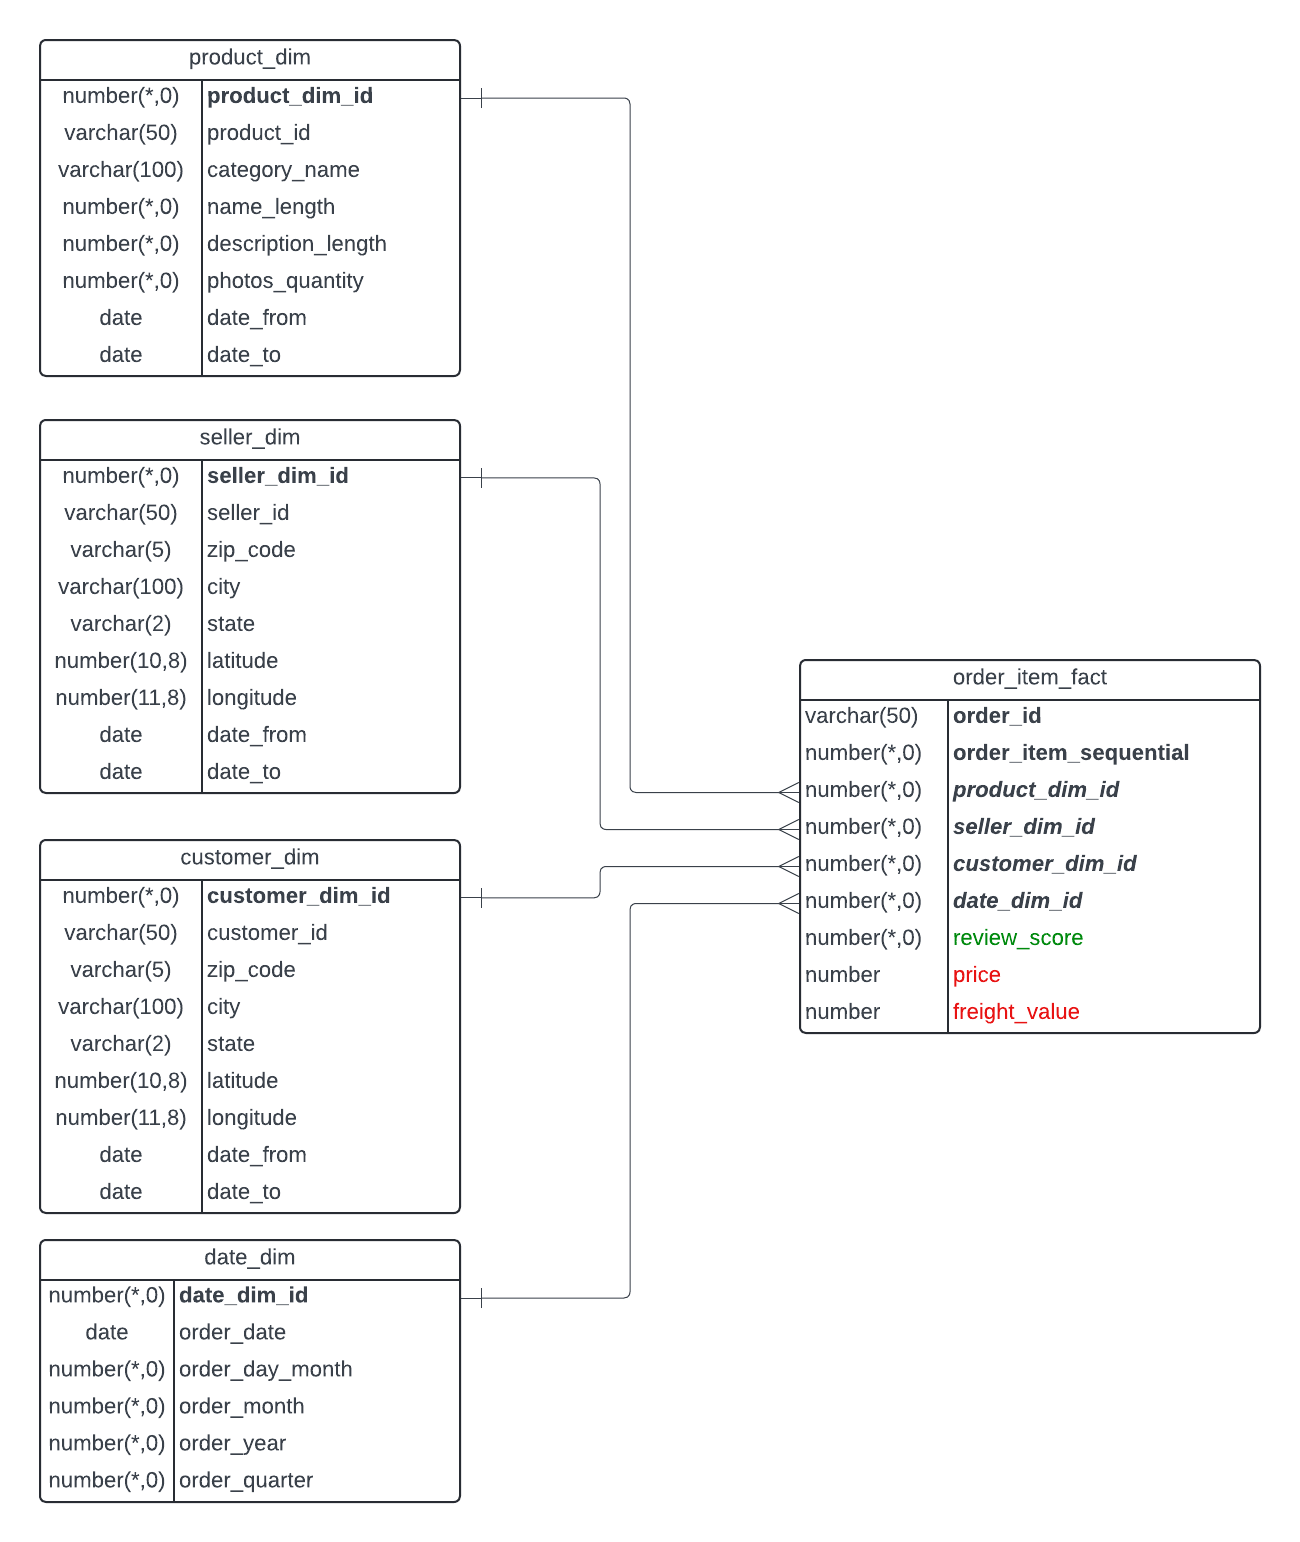 product_dim
number(*,0) product_dim_id
varchar(50) product_id
varchar(100) category_name
number(*,0) name_length
number(*,0) description_length
number(*,0) photos_quantity
date date_from
date date_to
seller_dim
number(*,0) seller_dim_id
varchar(50) seller_id
varchar(5) zip_code
varchar(100) city
varchar(2) state
number(10,8) latitude
number(11,8) longitude
date date_from
date date_to
customer_dim
number(*,0) customer_dim_id
varchar(50) customer_id
varchar(5) zip_code
varchar(100) city
varchar(2) state
number(10,8) latitude
number(11,8) longitude
date date_from
date date_to
date_dim
number(*,0) date_dim_id
date order_date
number(*,0) order_day_month
number(*,0) order_month
number(*,0) order_year
number(*,0) order_quarter
order_item_fact
varchar(50) order_id
number(*,0) order_item_sequential
number(*,0) product_dim_id
number(*,0) seller_dim_id
number(*,0) customer_dim_id
number(*,0) date_dim_id
number(*,0) review_score
number price
number freight_value